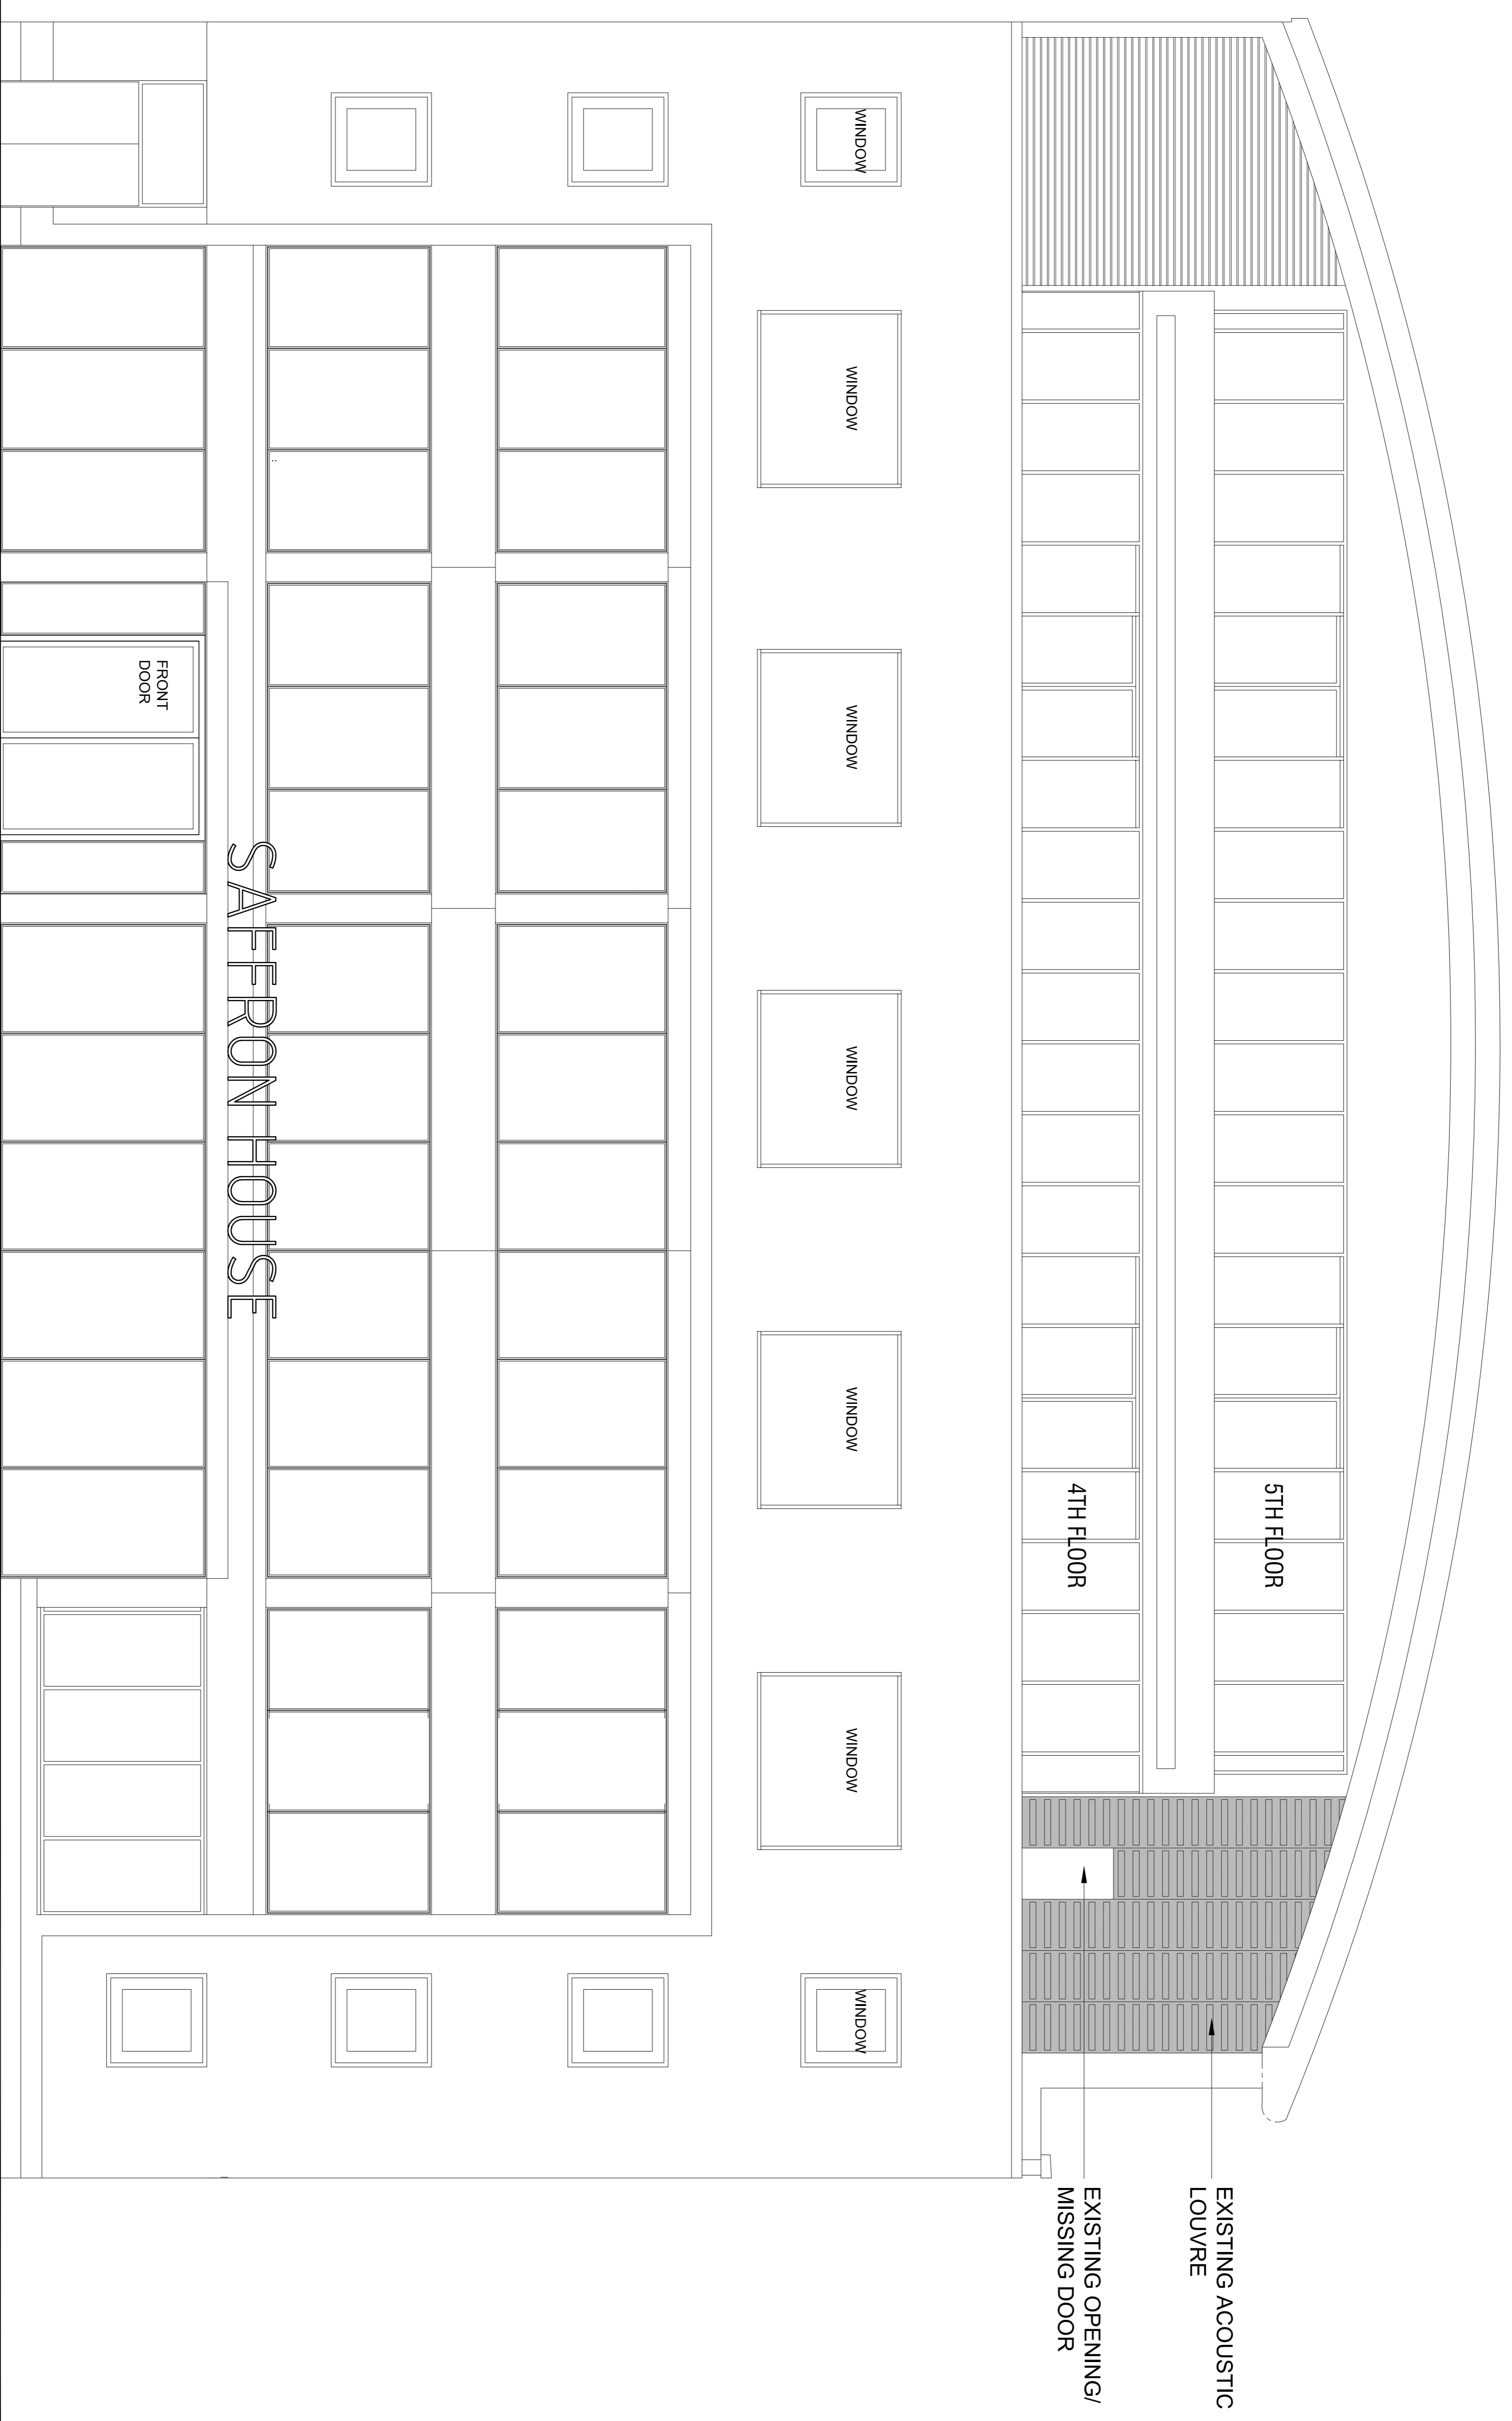 5TH FLOOR
EXISTING ACOUSTIC
LOUVRE
4TH FLOOR
EXISTING OPENING/
MISSING DOOR
WINDOW
WINDOW
WINDOW
WINDOW
WINDOW
WINDOW
WINDOW
SAFFRON HOUSE
FRONT
DOOR